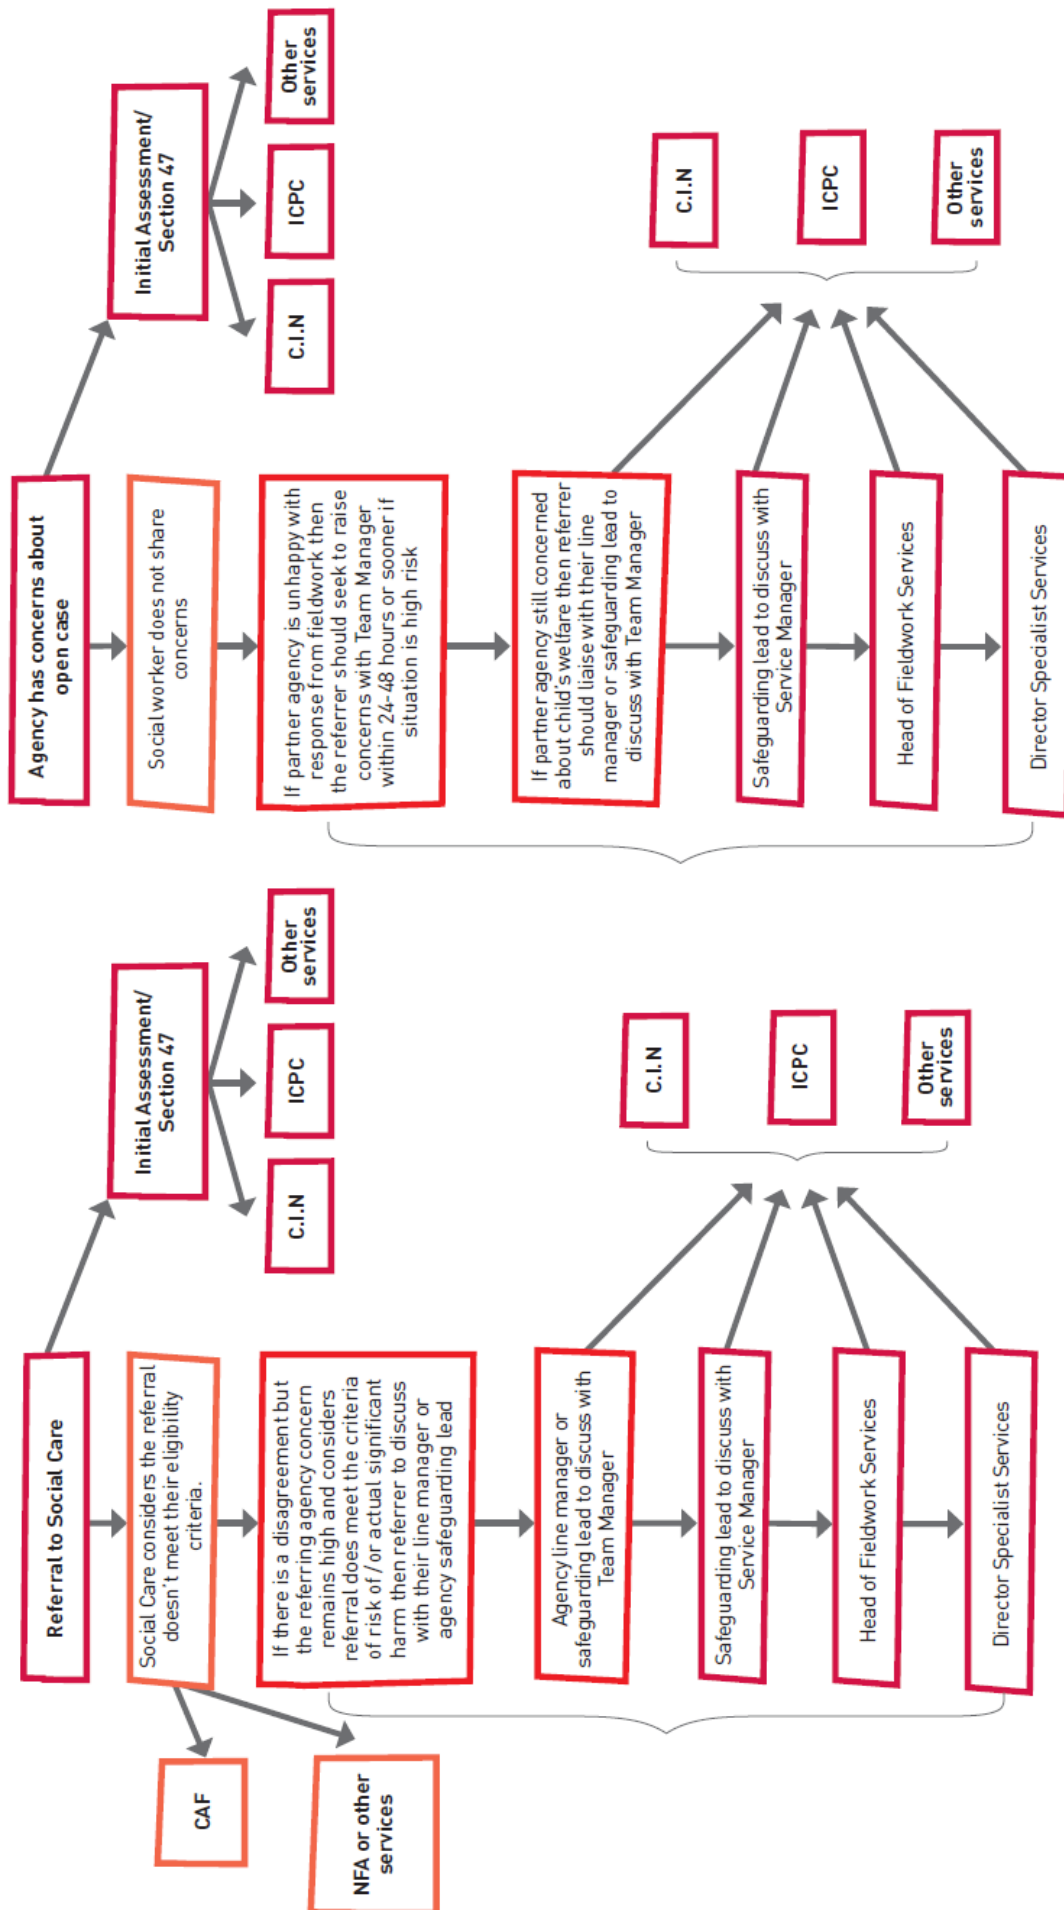 Referral to Social Care
Initial Assessment/
Section 47
Social Care considers the referral
doesn't meet their eligibility
criteria.
CAF
NFA or other
services
C.I.N
ICPC
Other
services
If there is a disagreement but
the referring agency concern
remains high and considers
referral does meet the criteria
of risk of / or actual significant
harm then referrer to discuss
with their line manager or
agency safeguarding lead
Agency line manager or
safeguarding lead to discuss with
Team Manager
Safeguarding lead to discuss with
Service Manager
Head of Fieldwork Services
Director Specialist Services
C.I.N
ICPC
Other
services
Agency has concerns about
open case
Initial Assessment/
Section 47
Social worker does not share
concerns
C.I.N
ICPC
Other
services
If partner agency is unhappy with
response from fieldwork then
the referrer should seek to raise
concerns with Team Manager
within 24-48 hours or sooner if
situation is high risk
If partner agency still concerned
about child's welfare then referrer
should liaise with their line
manager or safeguarding lead to
discuss with Team Manager
Safeguarding lead to discuss with
Service Manager
Head of Fieldwork Services
Director Specialist Services
C.I.N
ICPC
Other
services